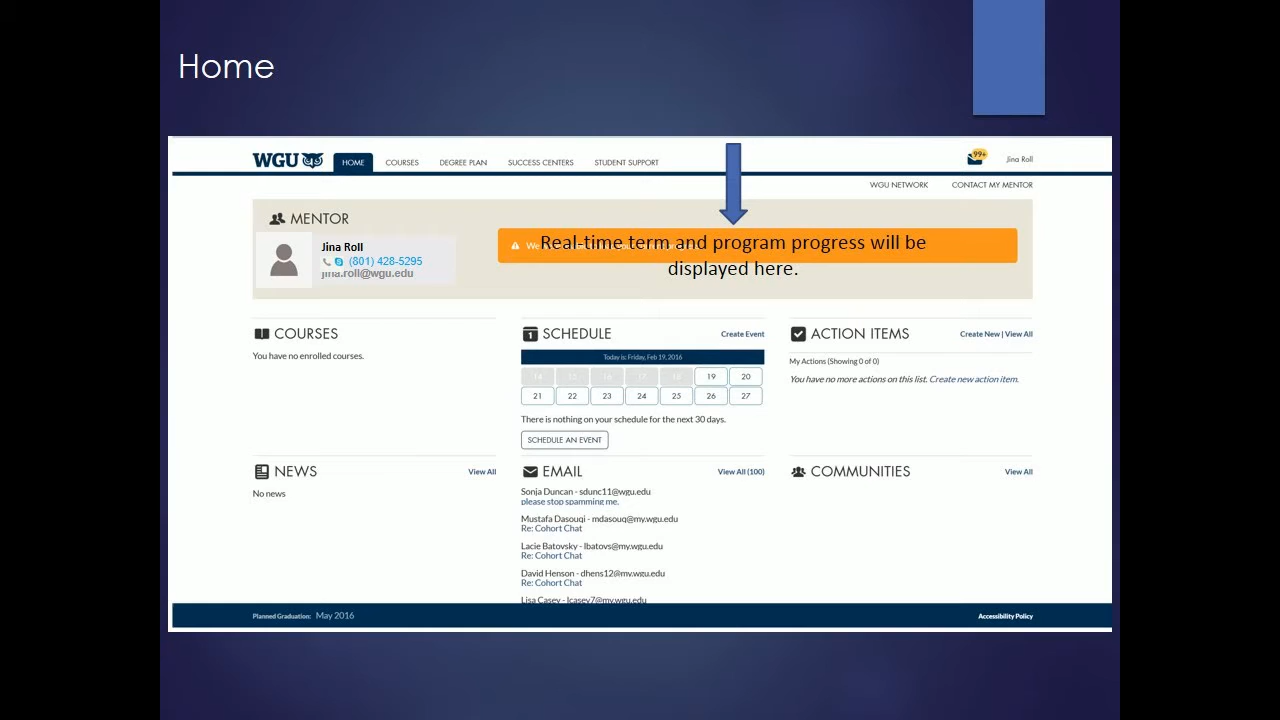 Home
WGU
HOME
COURSES
DEGREE PLAN
SUCCESS CENTERS
STUDENT SUPPORT
99+
Jina Roll
WGU NETWORK
CONTACT MY MENTOR
MENTOR
Jina Roll
(801) 428-5295
jina.roll@wgu.edu
We
Real-time term and program progress will be
displayed here.
COURSES
You have no enrolled courses.
1 SCHEDULE
Create Event
Today is: Friday, Feb 19, 2016
14 15 16 17 18 19 20
21 22 23 24 25 26 27
There is nothing on your schedule for the next 30 days.
SCHEDULE AN EVENT
ACTION ITEMS
Create New | View All
My Actions (Showing 0 of 0)
You have no more actions on this list. Create new action item.
NEWS
View All
No news
EMAIL
View All (100)
Sonja Duncan - sdunc11@wgu.edu
please stop spamming me.
Mustafa Dasouqi - mdasouq@my.wgu.edu
Re: Cohort Chat
Lacie Batovsky - lbatovs@my.wgu.edu
Re: Cohort Chat
David Henson - dhens12@my.wgu.edu
Re: Cohort Chat
Lisa Casey - lcasey7@my.wgu.edu
COMMUNITIES
View All
Planned Graduation: May 2016
Accessibility Policy